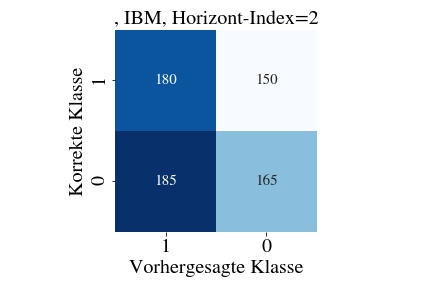 , IBM, Horizont-Index=2
Korrekte Klasse
1
180
150
0
185
165
1
0
Vorhergesagte Klasse